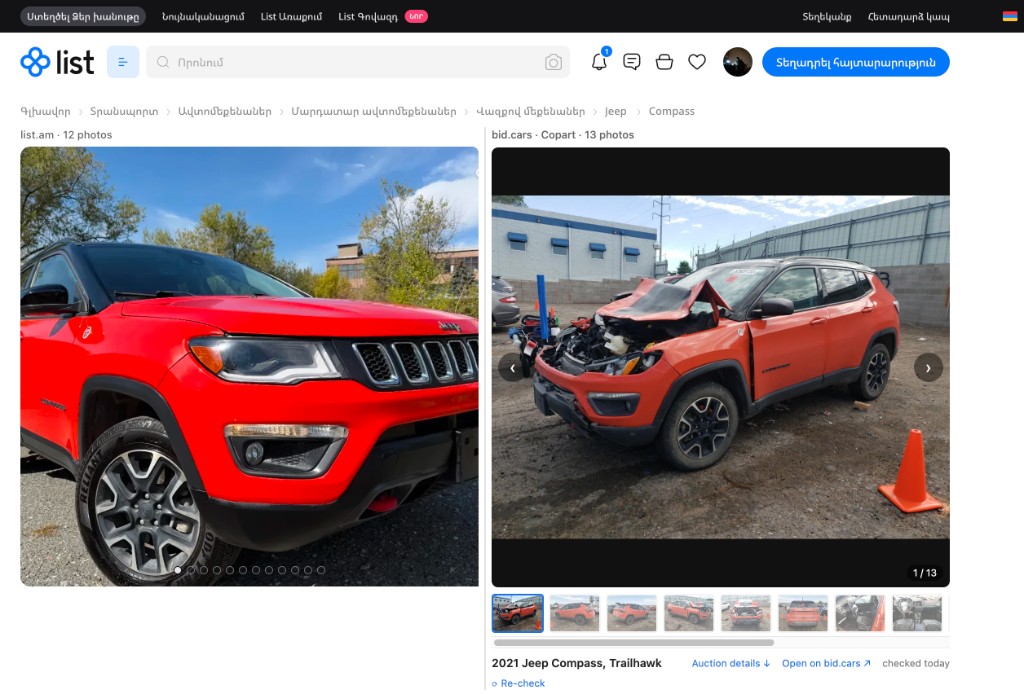 Ստեղծել Ձեր խանութը Նույնականացում List Առաքում List Գովազդ ՆՈՐ Տեղեկանք Հետադարձ կապ
list Որոնում 1 Տեղադրել հայտարարություն
Գլխավոր › Տրանսպորտ › Ավտոմեքենաներ › Մարդատար ավտոմեքենաներ › Վազքով մեքենաներ › Jeep › Compass
list.am · 12 photos
bid.cars · Copart · 13 photos
Jeep
1 / 13
2021 Jeep Compass, Trailhawk Auction details ↓ Open on bid.cars ↗ checked today
Re-check